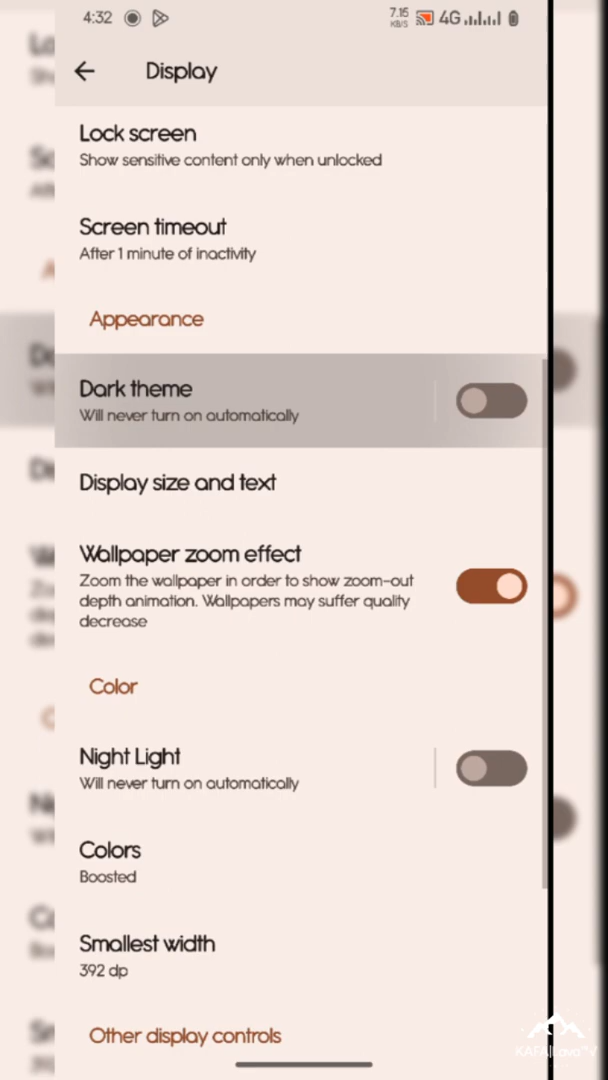 4:32
7.15
KB/S
4G
Display
Lock screen
Show sensitive content only when unlocked
Screen timeout
After 1 minute of inactivity
Appearance
Dark theme
Will never turn on automatically
Display size and text
Wallpaper zoom effect
Zoom the wallpaper in order to show zoom-out
depth animation. Wallpapers may suffer quality
decrease
Color
Night Light
Will never turn on automatically
Colors
Boosted
Smallest width
392 dp
Other display controls